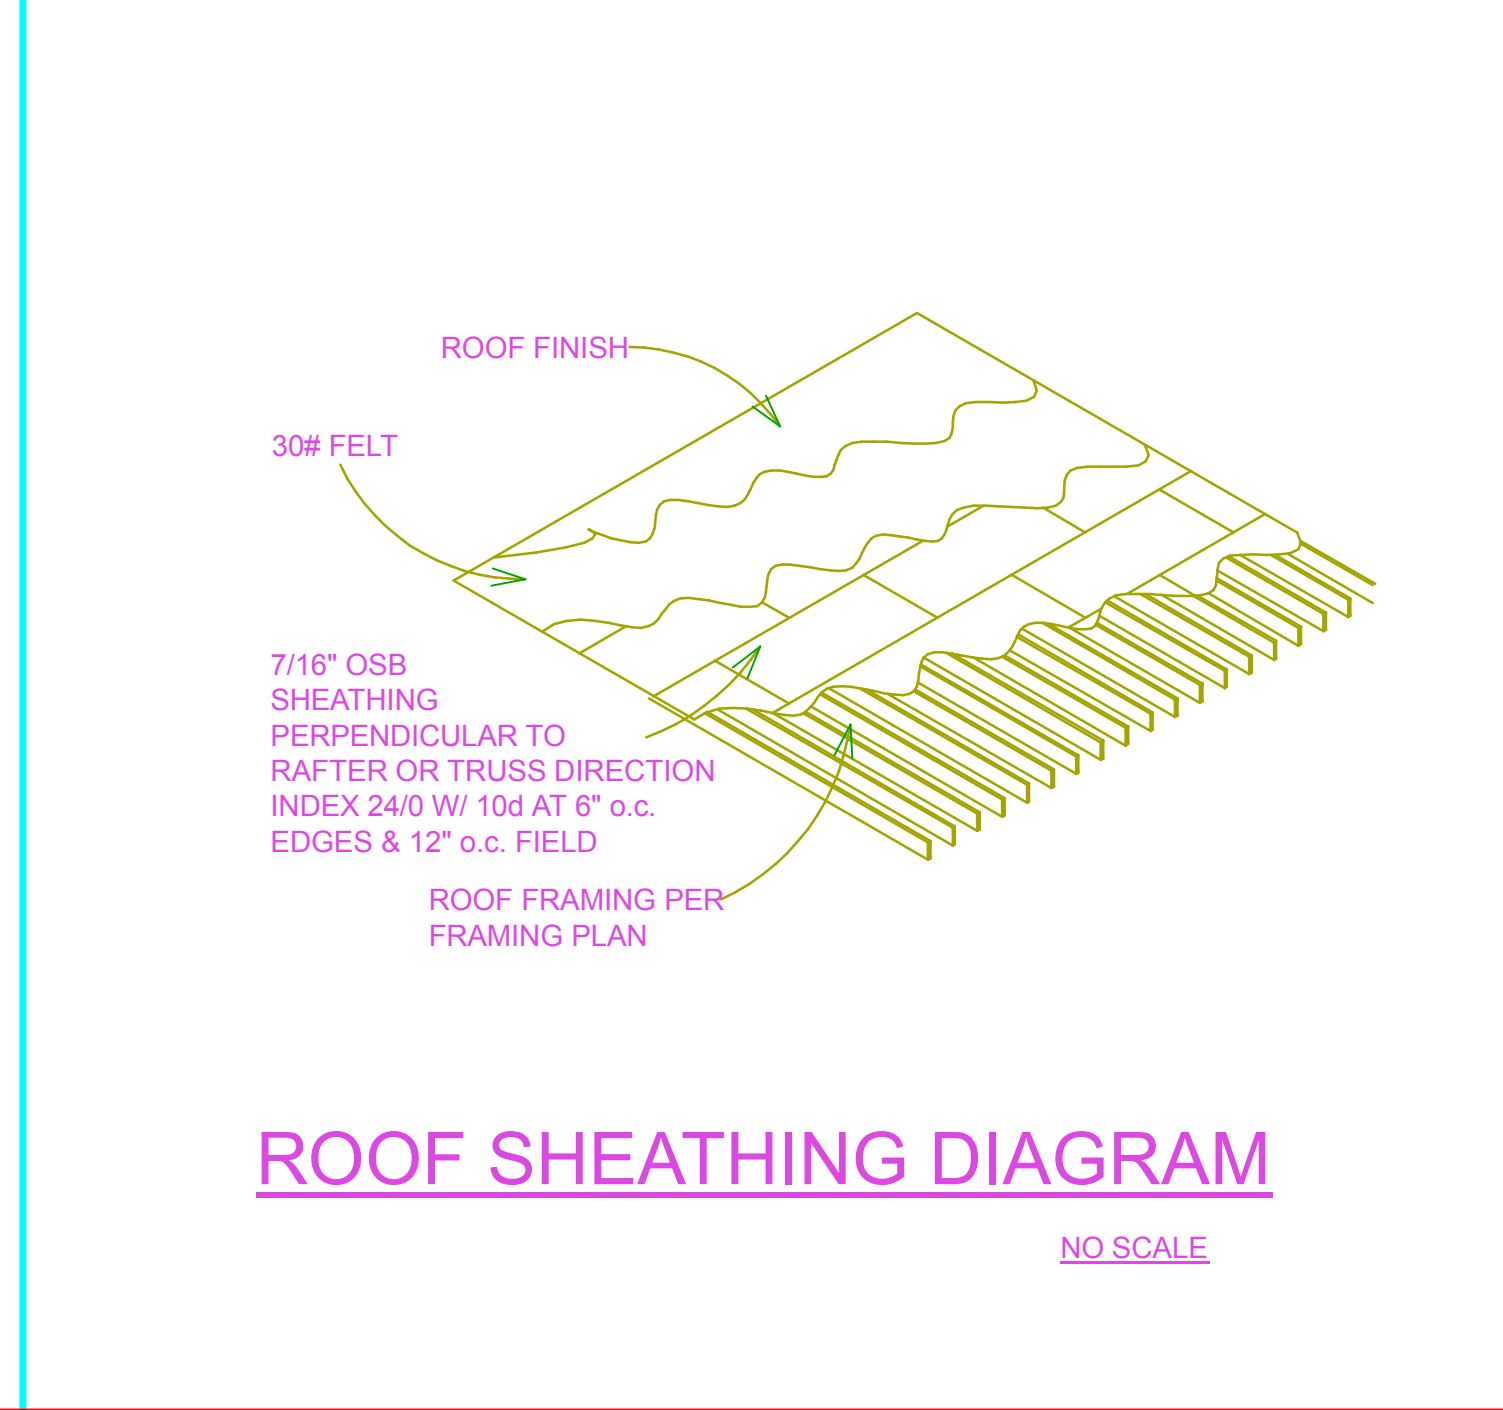 ROOF FINISH
30# FELT
7/16" OSB
SHEATHING
PERPENDICULAR TO
RAFTER OR TRUSS DIRECTION
INDEX 24/0 W/ 10d AT 6" o.c.
EDGES & 12" o.c. FIELD
ROOF FRAMING PER
FRAMING PLAN
ROOF SHEATHING DIAGRAM
NO SCALE